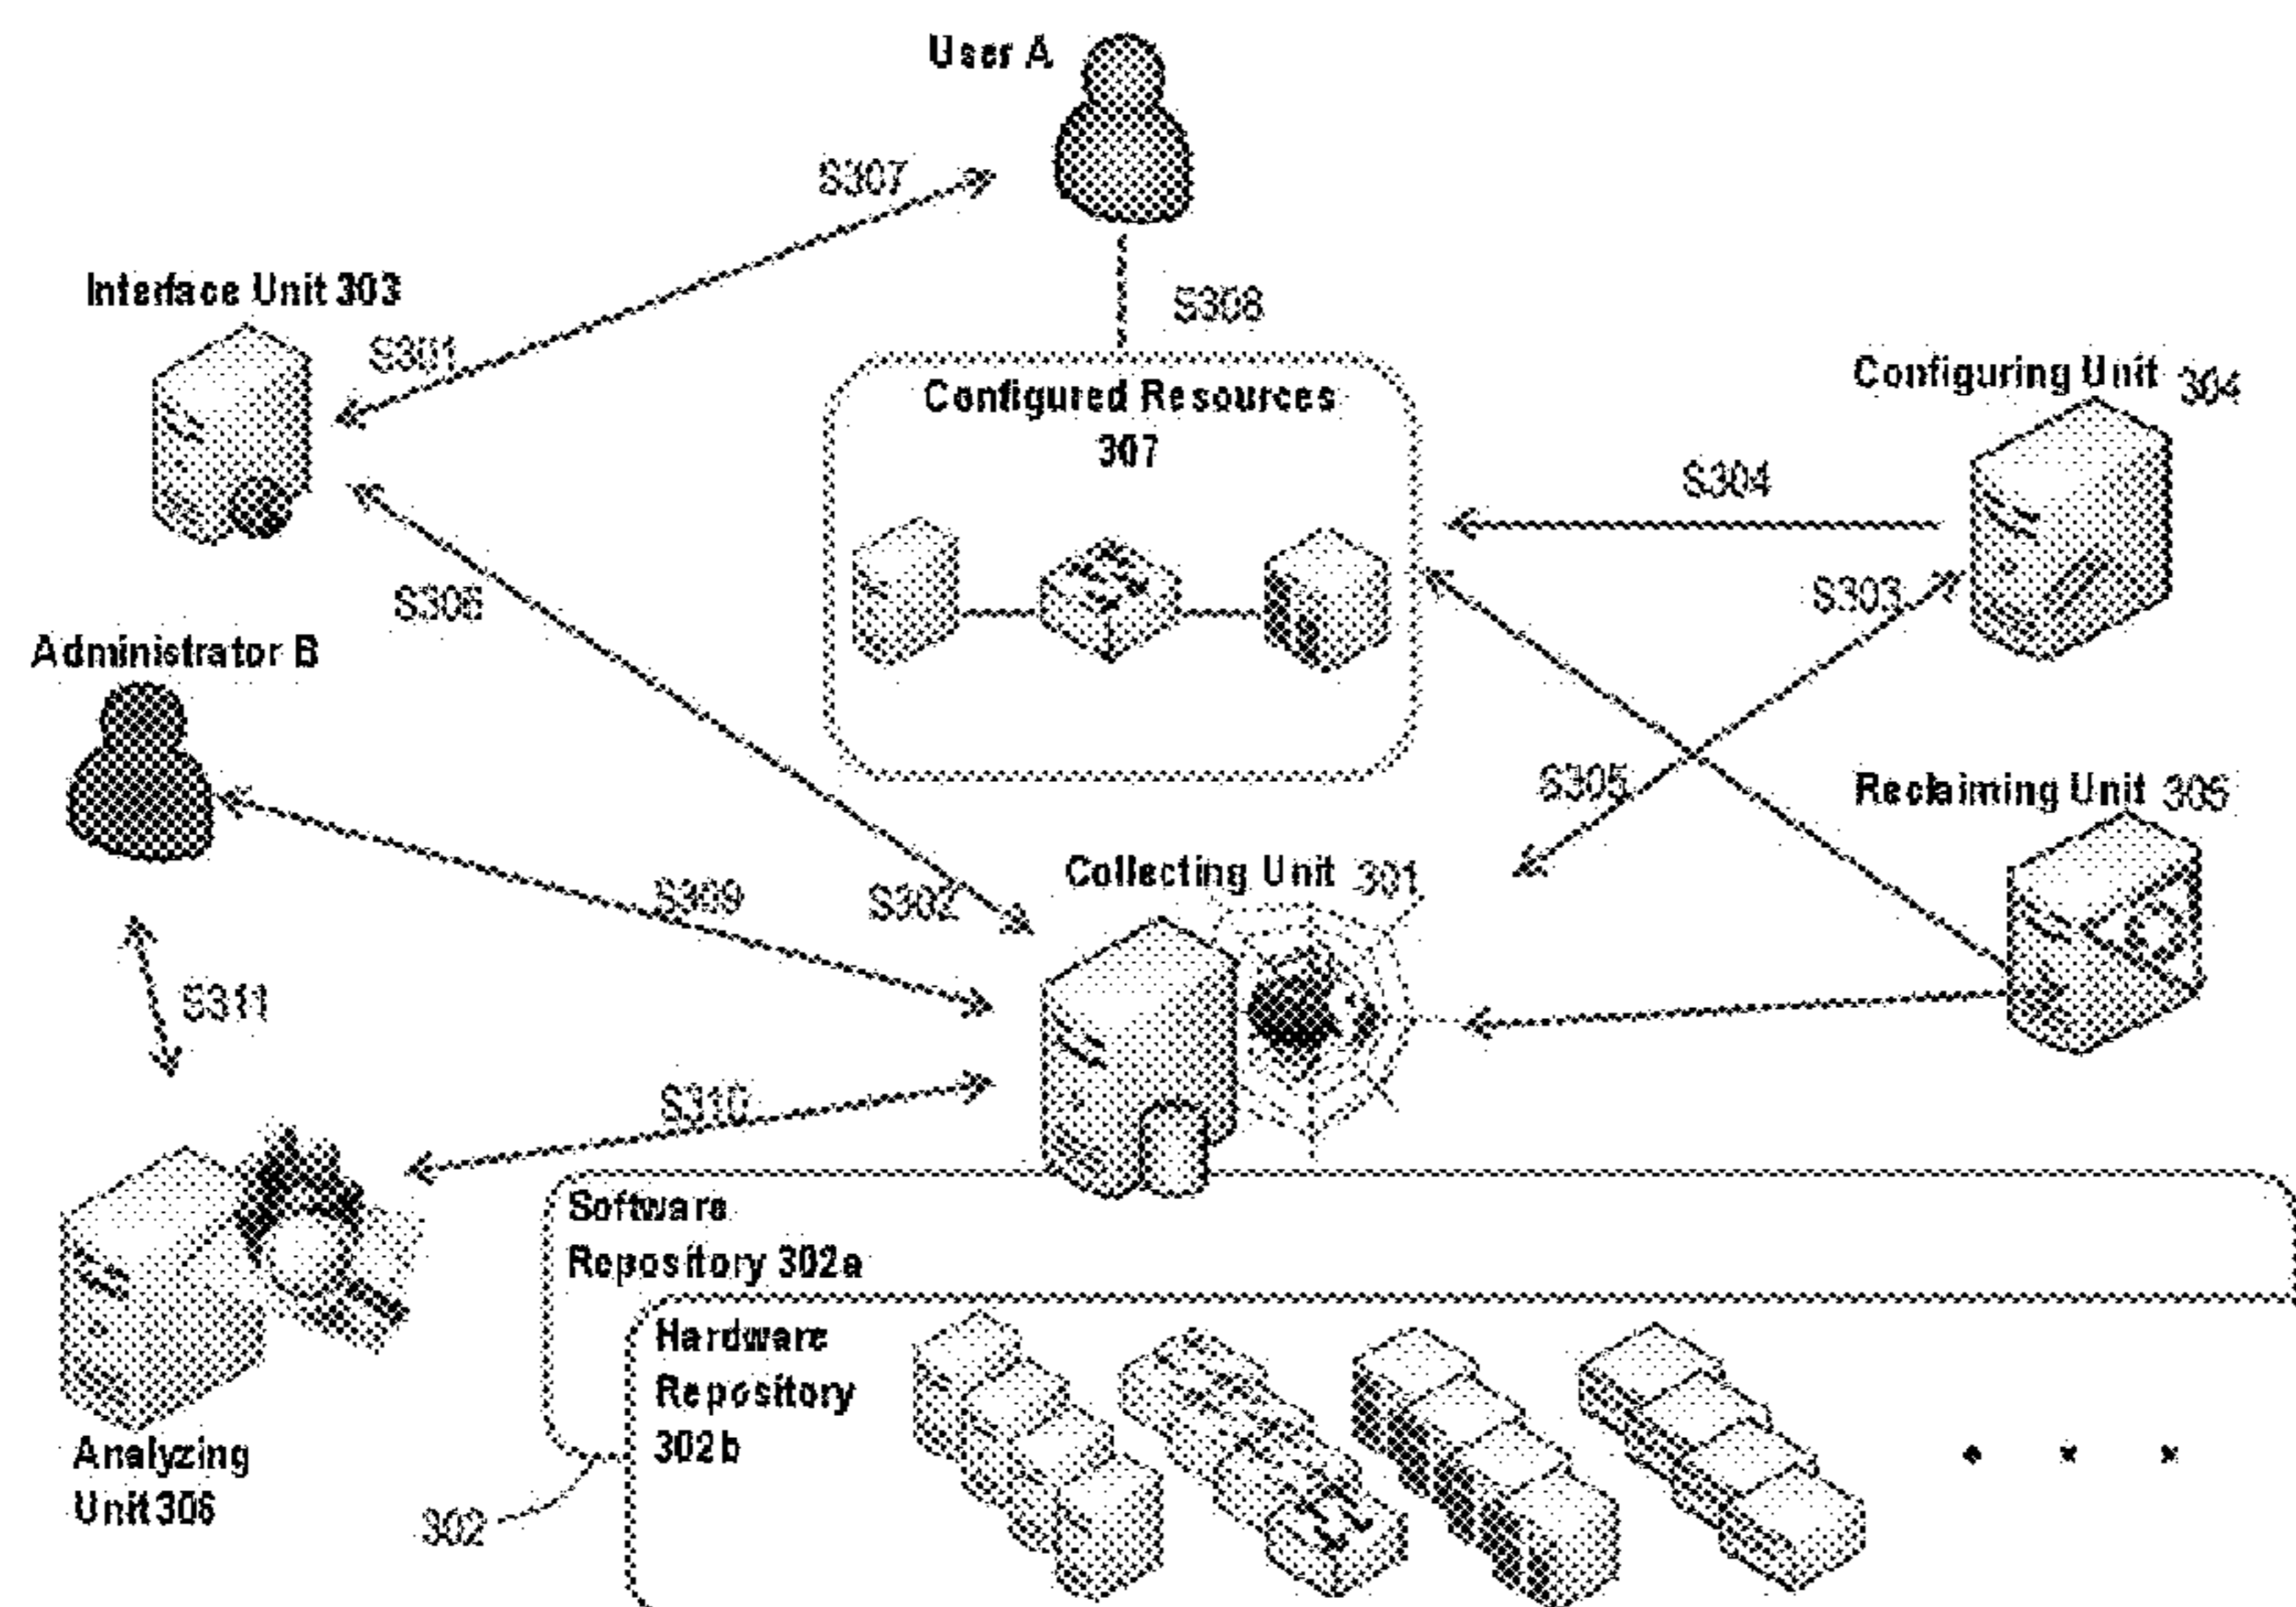 User A
S307
Interface Unit 303
S301
S308
Configured Resources
307
Configuring Unit 304
S304
S303
S306
Administrator B
S305
Reclaiming Unit 305
Collecting Unit 301
S309
S302
S311
S310
Software
Repository 302a
Hardware
Repository
302b
Analyzing
Unit 306
302